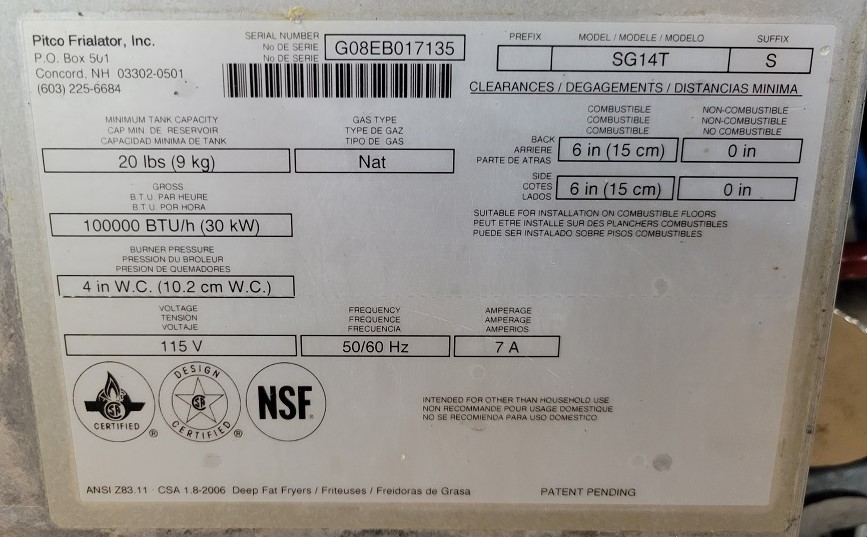 Pitco Frialator, Inc.
P.O. Box 501
Concord, NH 03302-0501
(603) 225-6684
SERIAL NUMBER
No DE SERIE
No DE SERIE
G08EB017135
PREFIX
MODEL / MODELE / MODELO
SUFFIX
SG14T
S
CLEARANCES / DEGAGEMENTS / DISTANCIAS MINIMA
MINIMUM TANK CAPACITY
CAP. MIN. DE RESERVOIR
CAPACIDAD MINIMA DE TANK
20 lbs (9 kg)
GAS TYPE
TYPE DE GAZ
TIPO DE GAS
Nat
COMBUSTIBLE
COMBUSTIBLE
COMBUSTIBLE
NON-COMBUSTIBLE
NON-COMBUSTIBLE
NO COMBUSTIBLE
BACK
ARRIERE
PARTE DE ATRAS
6 in (15 cm)
0 in
SIDE
COTES
LADOS
6 in (15 cm)
0 in
GROSS
B.T.U. PAR HEURE
B.T.U. POR HORA
100000 BTU/h (30 kW)
SUITABLE FOR INSTALLATION ON COMBUSTIBLE FLOORS
PEUT ETRE INSTALLE SUR DES PLANCHERS COMBUSTIBLES
PUEDE SER INSTALADO SOBRE PISOS COMBUSTIBLES
BURNER PRESSURE
PRESSION DU BROLEUR
PRESION DE QUEMADORES
4 in W.C. (10.2 cm W.C.)
VOLTAGE
TENSION
VOLTAJE
115 V
FREQUENCY
FREQUENCE
FRECUENCIA
50/60 Hz
AMPERAGE
AMPERAGE
AMPERIOS
7 A
CERTIFIED ®
DESIGN
CERTIFIED ®
NSF®
INTENDED FOR OTHER THAN HOUSEHOLD USE
NON RECOMMANDE POUR USAGE DOMESTIQUE
NO SE RECOMIENDA PARA USO DOMESTICO
ANSI Z83.11 · CSA 1.8-2006 Deep Fat Fryers / Friteuses / Freidoras de Grasa
PATENT PENDING